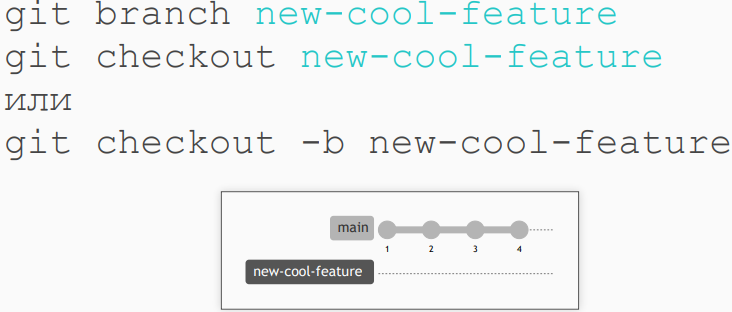 git branch new-cool-feature
git checkout new-cool-feature
или
git checkout -b new-cool-feature
main
1 2 3 4
new-cool-feature